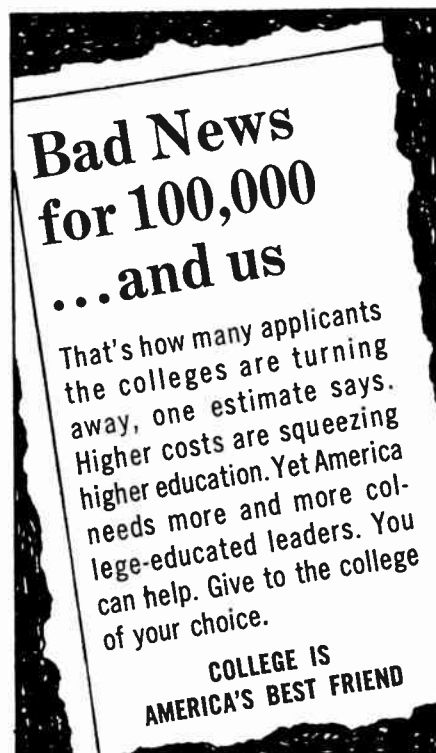 Bad News
for 100,000
...and us
That's how many applicants
the colleges are turning
away, one estimate says.
Higher costs are squeezing
higher education. Yet America
needs more and more col-
lege-educated leaders. You
can help. Give to the college
of your choice.
COLLEGE IS
AMERICA'S BEST FRIEND